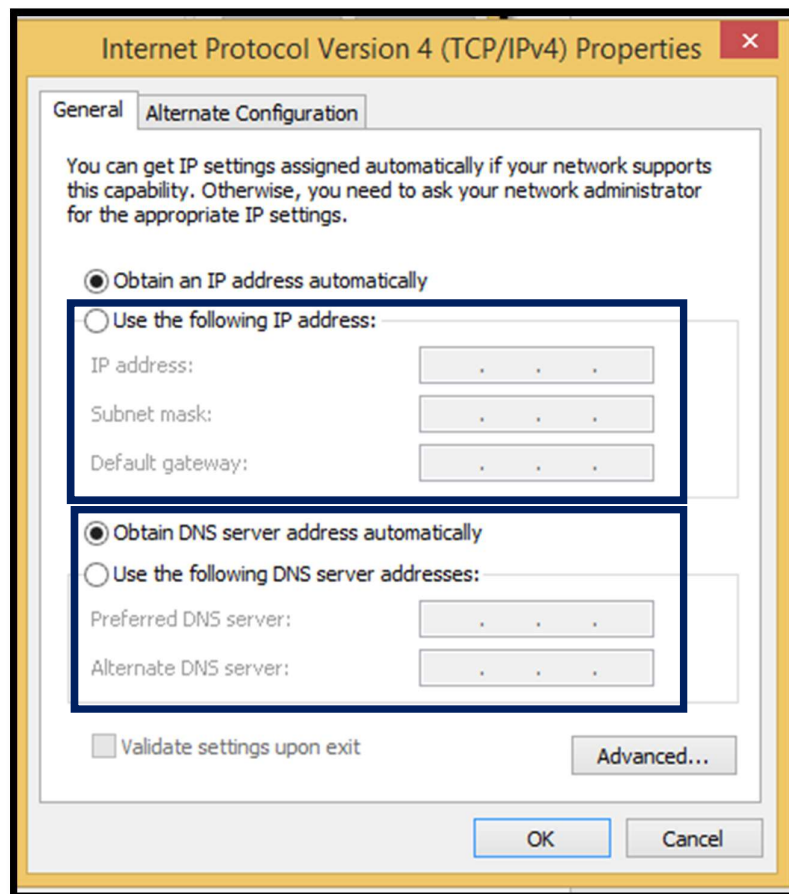 Internet Protocol Version 4 (TCP/IPv4) Properties
General
Alternate Configuration
You can get IP settings assigned automatically if your network supports
this capability. Otherwise, you need to ask your network administrator
for the appropriate IP settings.
Obtain an IP address automatically
Use the following IP address:
IP address:
Subnet mask:
Default gateway:
Obtain DNS server address automatically
Use the following DNS server addresses:
Preferred DNS server:
Alternate DNS server:
Validate settings upon exit
Advanced...
OK
Cancel